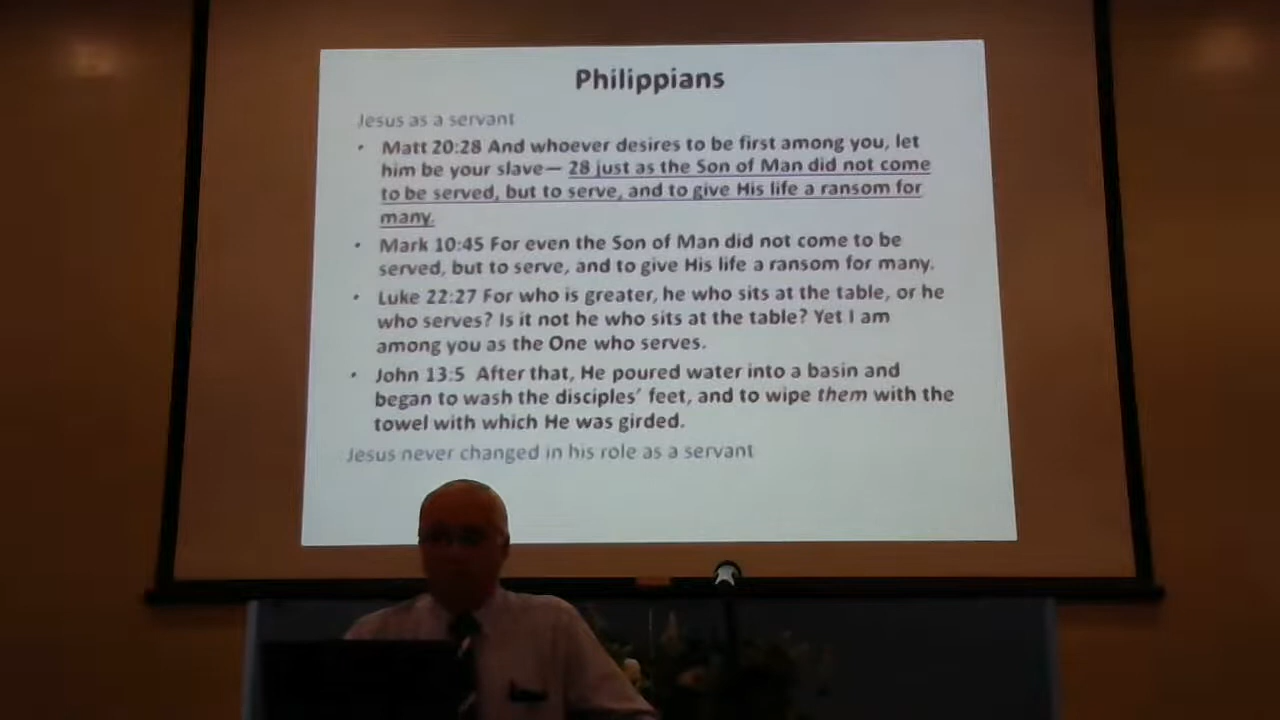 Philippians
Jesus as a servant
• Matt 20:28 And whoever desires to be first among you, let
him be your slave— 28 just as the Son of Man did not come
to be served, but to serve, and to give His life a ransom for
many.
• Mark 10:45 For even the Son of Man did not come to be
served, but to serve, and to give His life a ransom for many.
• Luke 22:27 For who is greater, he who sits at the table, or he
who serves? Is it not he who sits at the table? Yet I am
among you as the One who serves.
• John 13:5 After that, He poured water into a basin and
began to wash the disciples’ feet, and to wipe them with the
towel with which He was girded.
Jesus never changed in his role as a servant